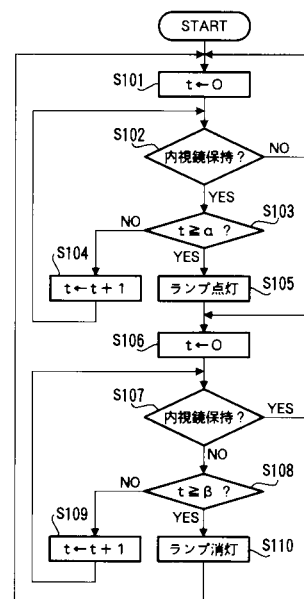 START
S101
t←0
S102
内視鏡保持?
NO
YES
S103
NO
t≧α ?
S104
YES
S105
t←t+1
ランプ点灯
S106
t←0
S107
内視鏡保持?
YES
NO
S108
NO
t≧β ?
S109
YES
S110
t←t+1
ランプ消灯